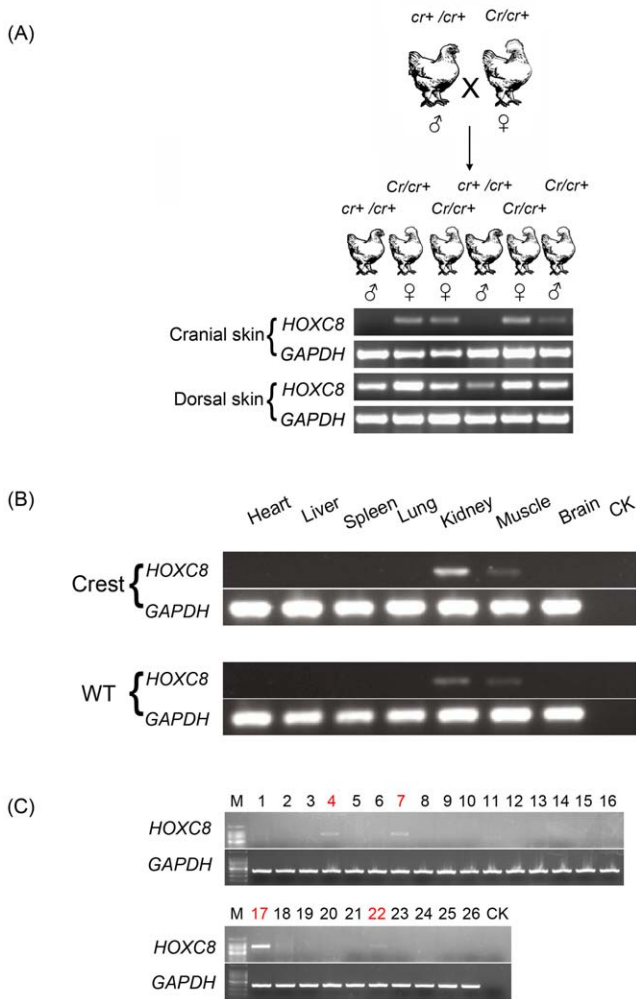 (A)
cr+ /cr+ Cr/cr+
X
♂ ♀
Cr/cr+ cr+ /cr+ Cr/cr+
cr+ /cr+ Cr/cr+ Cr/cr+
♂ ♀ ♀ ♂ ♀ ♂
Cranial skin { HOXC8
GAPDH
Dorsal skin { HOXC8
GAPDH
(B)
Heart Liver Spleen Lung Kidney Muscle Brain CK
Crest { HOXC8
GAPDH
WT { HOXC8
GAPDH
(C)
M 1 2 3 4 5 6 7 8 9 10 11 12 13 14 15 16
HOXC8
GAPDH
M 17 18 19 20 21 22 23 24 25 26 CK
HOXC8
GAPDH